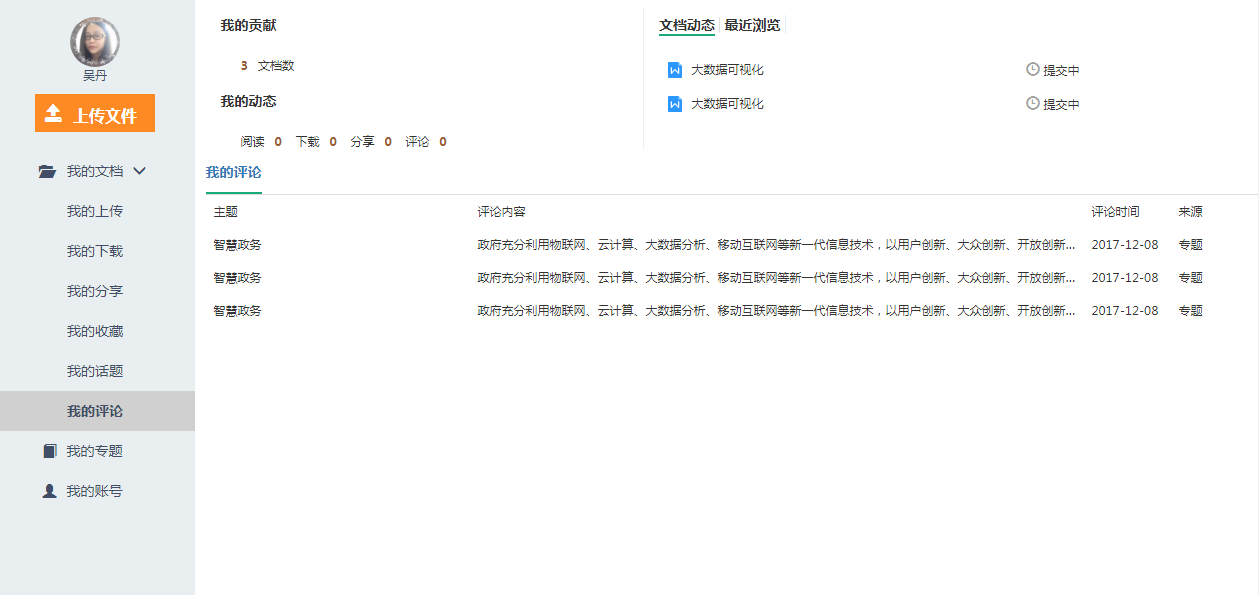 吴丹
上传文件
我的文档
我的上传
我的下载
我的分享
我的收藏
我的话题
我的评论
我的专题
我的账号
我的贡献
3 文档数
我的动态
阅读 0 下载 0 分享 0 评论 0
文档动态 最近浏览
大数据可视化 提交中
大数据可视化 提交中
我的评论
主题 评论内容 评论时间 来源
智慧政务 政府充分利用物联网、云计算、大数据分析、移动互联网等新一代信息技术，以用户创新、大众创新、开放创新... 2017-12-08 专题
智慧政务 政府充分利用物联网、云计算、大数据分析、移动互联网等新一代信息技术，以用户创新、大众创新、开放创新... 2017-12-08 专题
智慧政务 政府充分利用物联网、云计算、大数据分析、移动互联网等新一代信息技术，以用户创新、大众创新、开放创新... 2017-12-08 专题